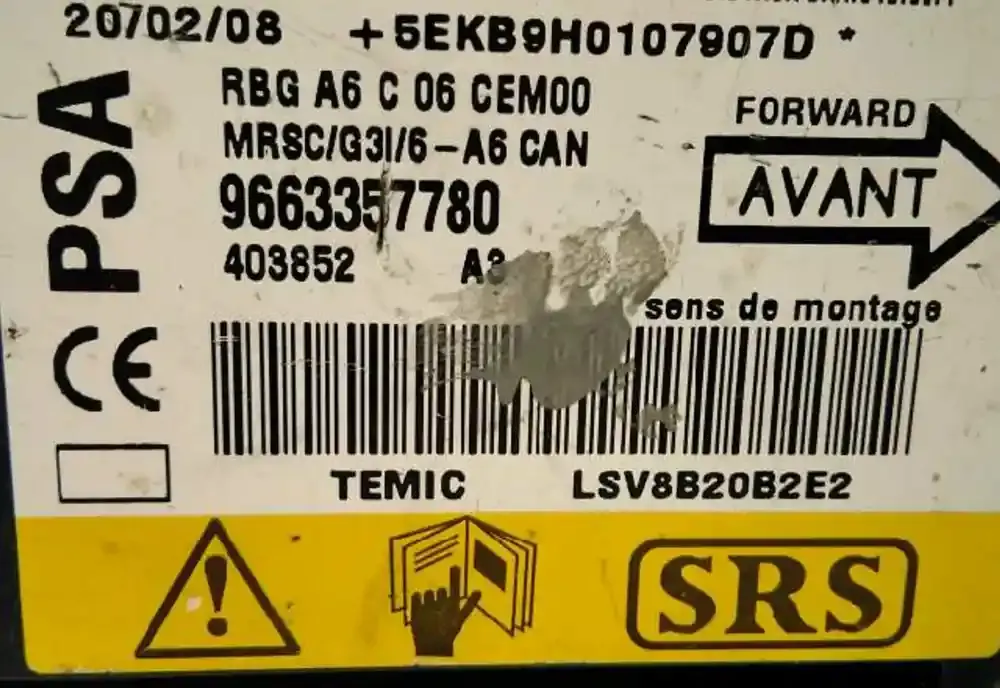 20702/08 +5EKB9H0107907D *
RBG A6 C 06 CEM00
MRSC/G3I/6-A6 CAN
9663357780
403852 A3
PSA
CE
FORWARD
AVANT
sens de montage
TEMIC LSV8B20B2E2
SRS